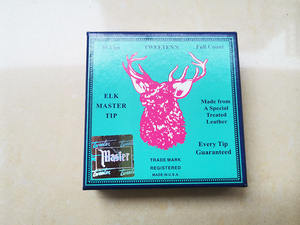 TWEETEN'S
Full Count
ELK
MASTER
TIP
Made from
A Special
Treated
Leather
Every Tip
Guaranteed
Master
TRADE MARK
REGISTERED
MADE IN U.S.A